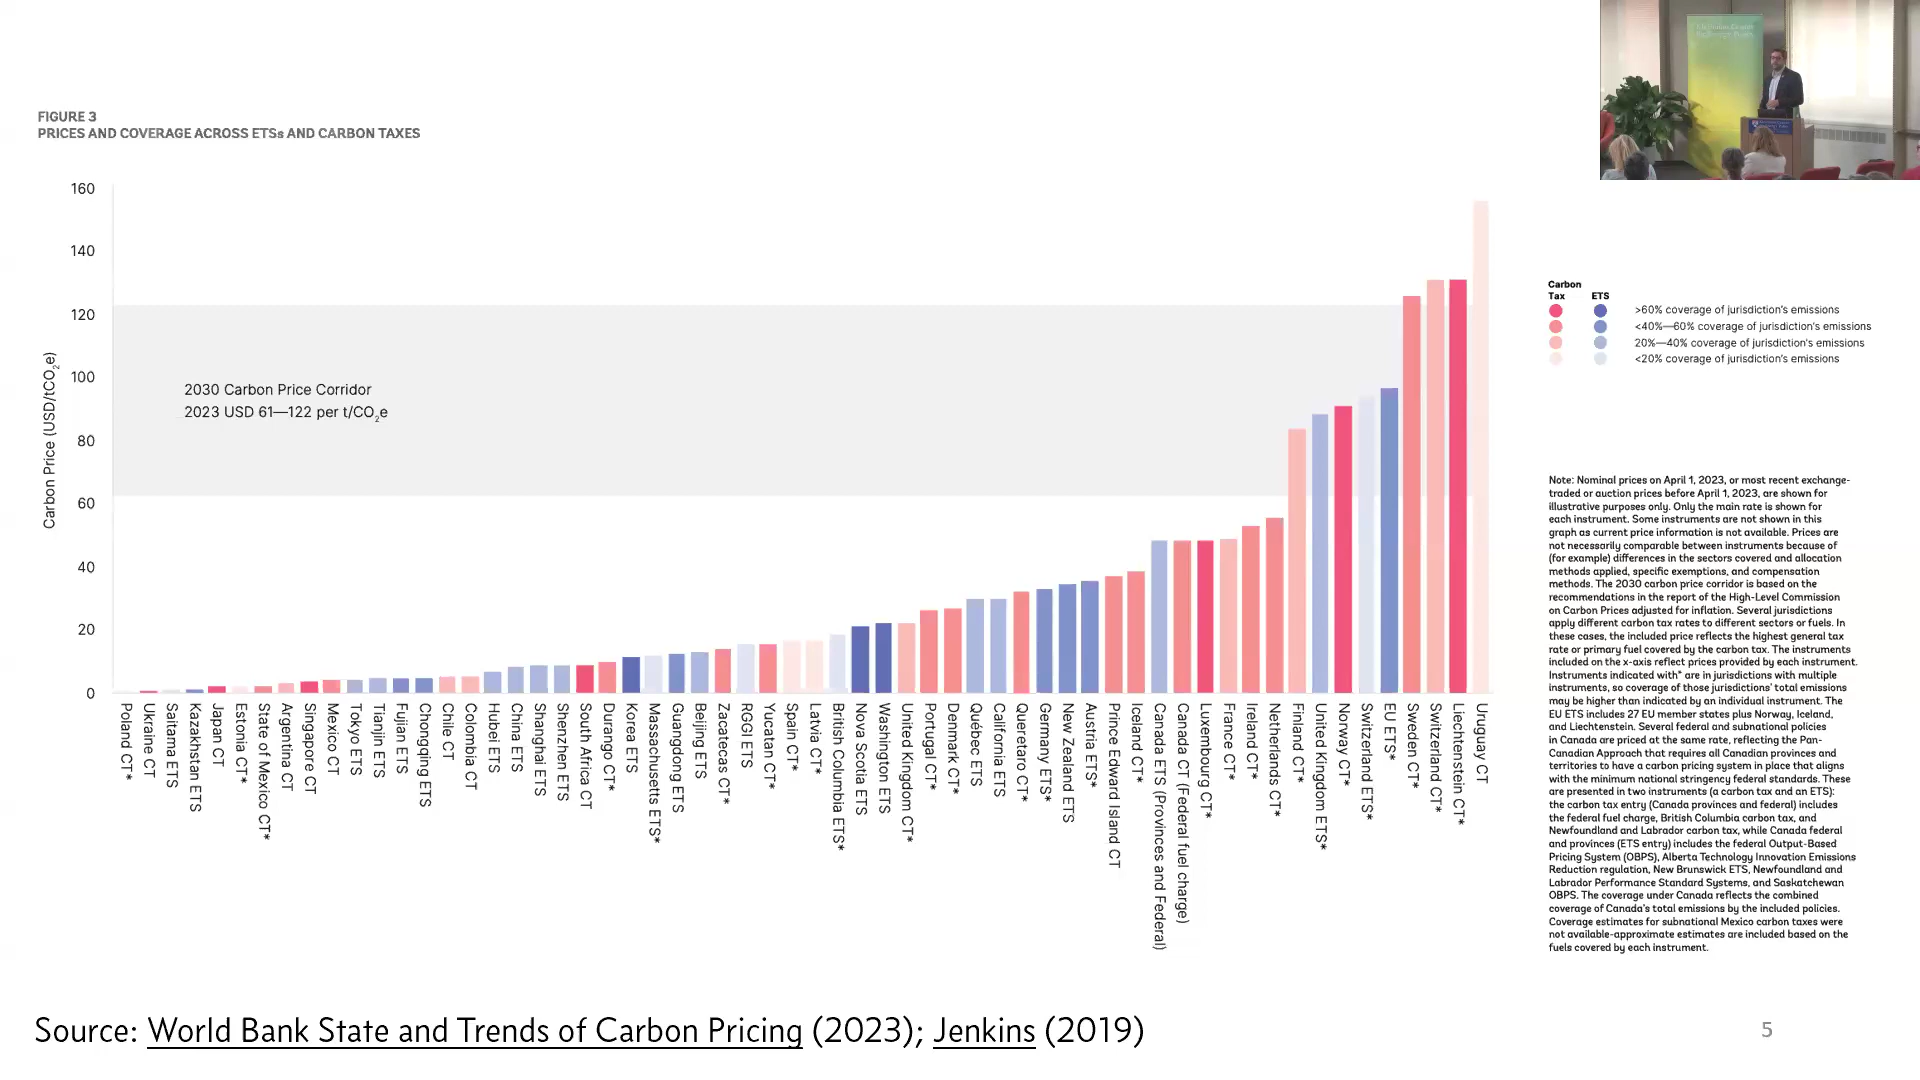 FIGURE 3
PRICES AND COVERAGE ACROSS ETSs AND CARBON TAXES
Carbon Price (USD/tCO2e)
160
140
120
100
80
60
40
20
0
2030 Carbon Price Corridor
2023 USD 61—122 per t/CO2e
Poland CT*
Ukraine CT
Saitama ETS
Kazakhstan ETS
Japan CT
Estonia CT*
State of Mexico CT*
Argentina CT
Singapore CT
Mexico CT
Tokyo ETS
Tianjin ETS
Fujian ETS
Chongqing ETS
Chile CT
Colombia CT
Hubei ETS
China ETS
Shanghai ETS
Shenzhen ETS
South Africa CT
Durango CT*
Korea ETS
Massachusetts ETS*
Guangdong ETS
Beijing ETS
Zacatecas CT*
RGGI ETS
Yucatan CT*
Spain CT*
Latvia CT*
British Columbia ETS*
Nova Scotia ETS
Washington ETS
United Kingdom CT*
Portugal CT*
Denmark CT*
Québec ETS
California ETS
Queretaro CT*
Germany ETS*
New Zealand ETS
Austria ETS*
Prince Edward Island CT
Iceland CT*
Canada ETS (Provinces and Federal)
Canada CT (Federal fuel charge)
Luxembourg CT*
France CT*
Ireland CT*
Netherlands CT*
Finland CT*
United Kingdom ETS*
Norway CT*
Switzerland ETS*
EU ETS*
Sweden CT*
Switzerland CT*
Liechtenstein CT*
Uruguay CT
Carbon
Tax ETS
>60% coverage of jurisdiction's emissions
<40%—60% coverage of jurisdiction's emissions
20%—40% coverage of jurisdiction's emissions
<20% coverage of jurisdiction's emissions
Note: Nominal prices on April 1, 2023, or most recent exchange-
traded or auction prices before April 1, 2023, are shown for
illustrative purposes only. Only the main rate is shown for
each instrument. Some instruments are not shown in this
graph as current price information is not available. Prices are
not necessarily comparable between instruments because of
(for example) differences in the sectors covered and allocation
methods applied, specific exemptions, and compensation
methods. The 2030 carbon price corridor is based on the
recommendations in the report of the High-Level Commission
on Carbon Prices adjusted for inflation. Several jurisdictions
apply different carbon tax rates to different sectors or fuels. In
these cases, the included price reflects the highest general tax
rate or primary fuel covered by the carbon tax. The instruments
included on the x-axis reflect prices provided by each instrument.
Instruments indicated with* are in jurisdictions with multiple
instruments, so coverage of those jurisdictions' total emissions
may be higher than indicated by an individual instrument. The
EU ETS includes 27 EU member states plus Norway, Iceland,
and Liechtenstein. Several federal and subnational policies
in Canada are priced at the same rate, reflecting the Pan-
Canadian Approach that requires all Canadian provinces and
territories to have a carbon pricing system in place that aligns
with the minimum national stringency federal standards. These
are presented in two instruments (a carbon tax and an ETS):
the carbon tax entry (Canada provinces and federal) includes
the federal fuel charge, British Columbia carbon tax, and
Newfoundland and Labrador carbon tax, while Canada federal
and provinces (ETS entry) includes the federal Output-Based
Pricing System (OBPS), Alberta Technology Innovation Emissions
Reduction regulation, New Brunswick ETS, Newfoundland and
Labrador Performance Standard Systems, and Saskatchewan
OBPS. The coverage under Canada reflects the combined
coverage of Canada's total emissions by the included policies.
Coverage estimates for subnational Mexico carbon taxes were
not available-approximate estimates are included based on the
fuels covered by each instrument.
Source: World Bank State and Trends of Carbon Pricing (2023); Jenkins (2019)
5